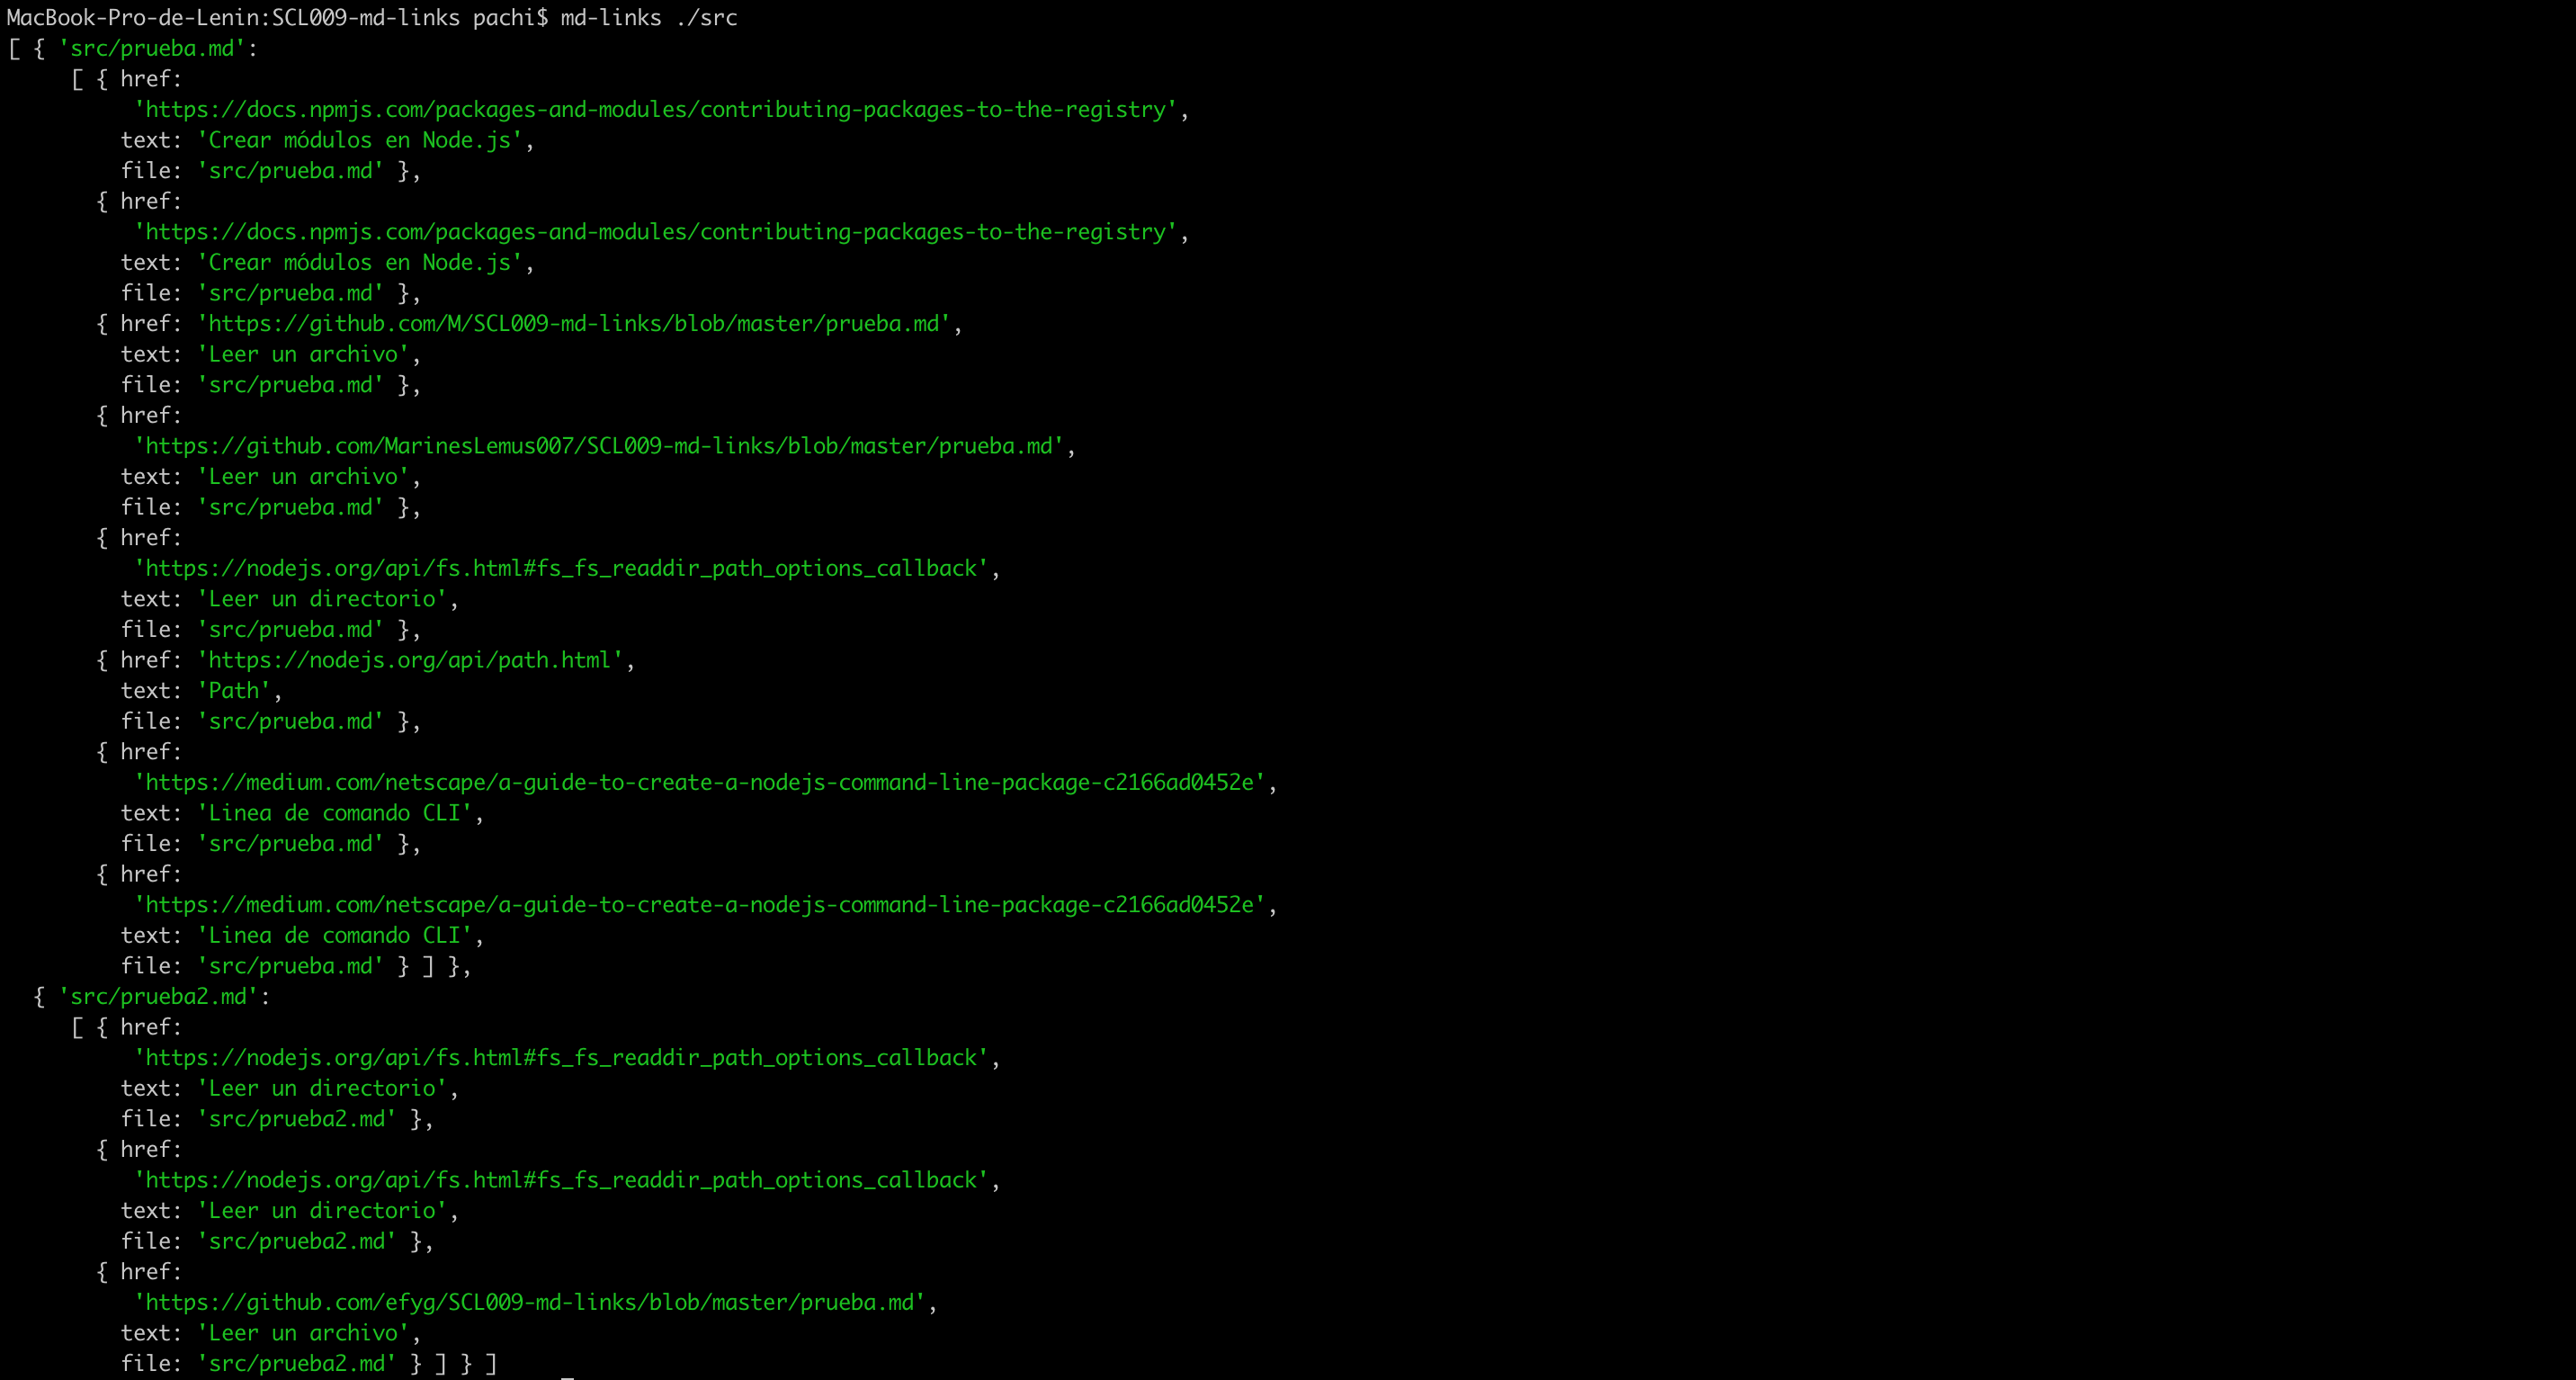 MacBook-Pro-de-Lenin:SCL009-md-links pachi$ md-links ./src
[ { 'src/prueba.md':
     [ { href:
          'https://docs.npmjs.com/packages-and-modules/contributing-packages-to-the-registry',
         text: 'Crear módulos en Node.js',
         file: 'src/prueba.md' },
       { href:
          'https://docs.npmjs.com/packages-and-modules/contributing-packages-to-the-registry',
         text: 'Crear módulos en Node.js',
         file: 'src/prueba.md' },
       { href: 'https://github.com/M/SCL009-md-links/blob/master/prueba.md',
         text: 'Leer un archivo',
         file: 'src/prueba.md' },
       { href:
          'https://github.com/MarinesLemus007/SCL009-md-links/blob/master/prueba.md',
         text: 'Leer un archivo',
         file: 'src/prueba.md' },
       { href:
          'https://nodejs.org/api/fs.html#fs_fs_readdir_path_options_callback',
         text: 'Leer un directorio',
         file: 'src/prueba.md' },
       { href: 'https://nodejs.org/api/path.html',
         text: 'Path',
         file: 'src/prueba.md' },
       { href:
          'https://medium.com/netscape/a-guide-to-create-a-nodejs-command-line-package-c2166ad0452e',
         text: 'Linea de comando CLI',
         file: 'src/prueba.md' },
       { href:
          'https://medium.com/netscape/a-guide-to-create-a-nodejs-command-line-package-c2166ad0452e',
         text: 'Linea de comando CLI',
         file: 'src/prueba.md' } ] },
  { 'src/prueba2.md':
     [ { href:
          'https://nodejs.org/api/fs.html#fs_fs_readdir_path_options_callback',
         text: 'Leer un directorio',
         file: 'src/prueba2.md' },
       { href:
          'https://nodejs.org/api/fs.html#fs_fs_readdir_path_options_callback',
         text: 'Leer un directorio',
         file: 'src/prueba2.md' },
       { href:
          'https://github.com/efyg/SCL009-md-links/blob/master/prueba.md',
         text: 'Leer un archivo',
         file: 'src/prueba2.md' } ] } ]